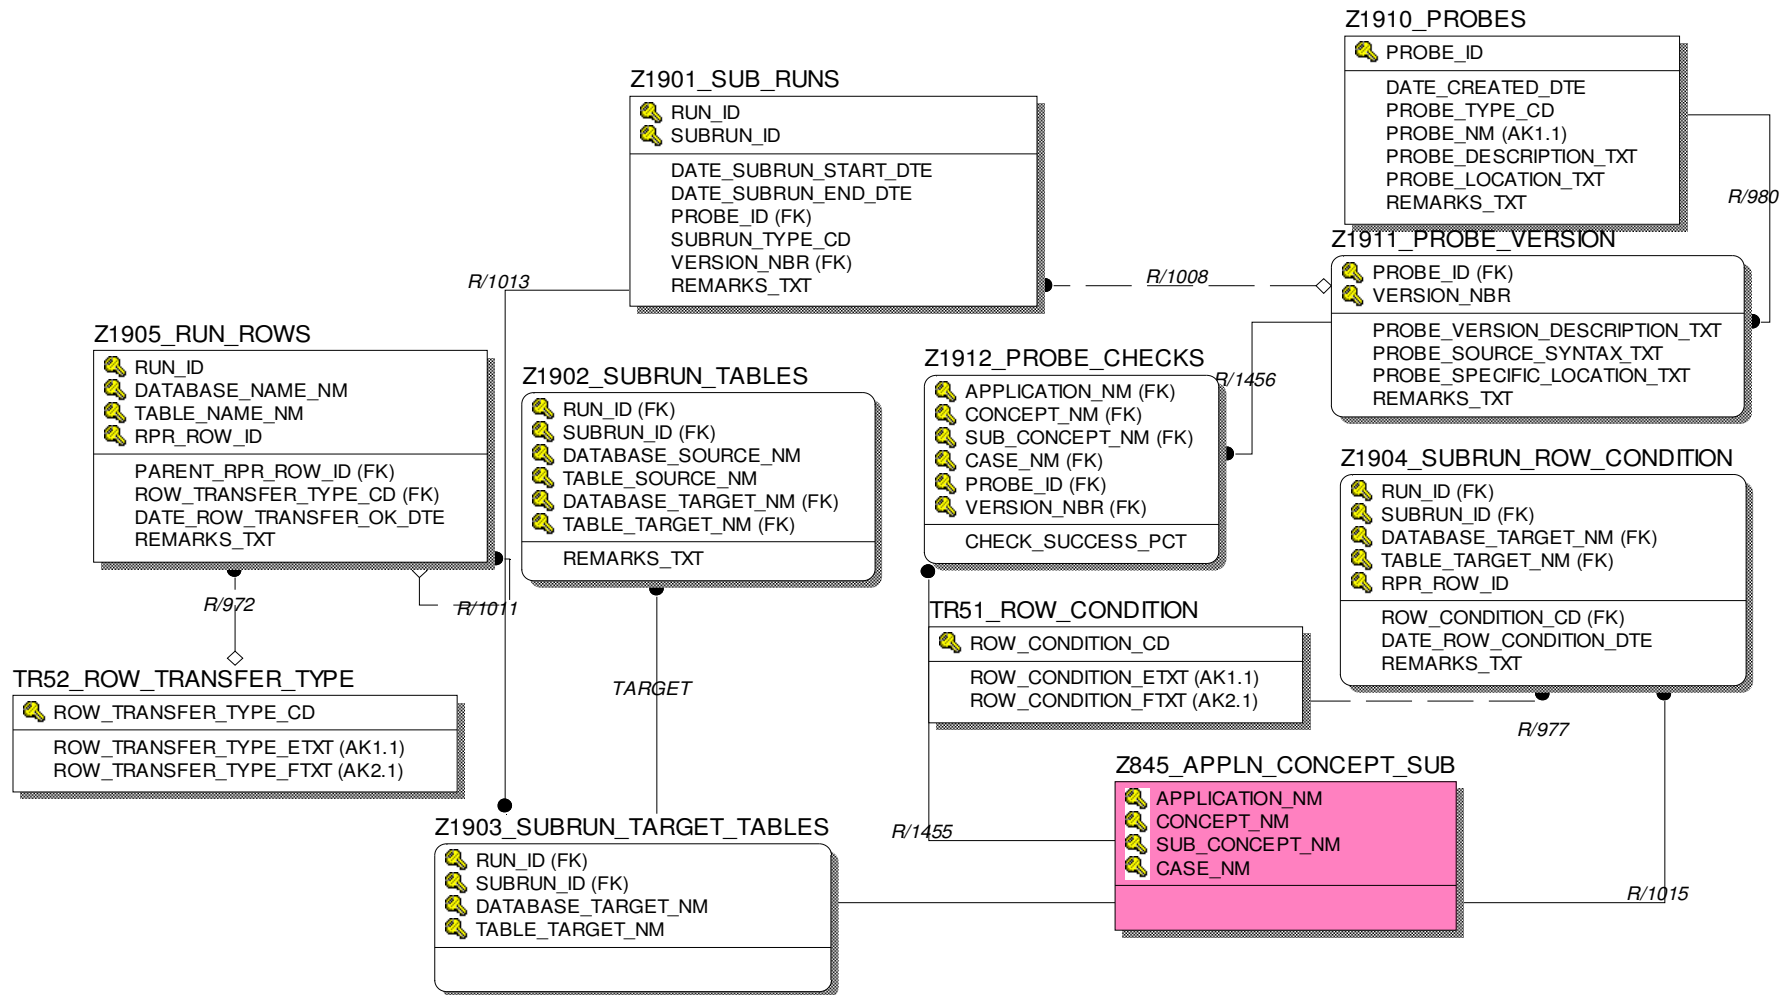 Z1910_PROBES
PROBE_ID
DATE_CREATED_DTE
PROBE_TYPE_CD
PROBE_NM (AK1.1)
PROBE_DESCRIPTION_TXT
PROBE_LOCATION_TXT
REMARKS_TXT
R/980
Z1901_SUB_RUNS
RUN_ID
SUBRUN_ID
DATE_SUBRUN_START_DTE
DATE_SUBRUN_END_DTE
PROBE_ID (FK)
SUBRUN_TYPE_CD
VERSION_NBR (FK)
REMARKS_TXT
R/1013
R/1008
Z1911_PROBE_VERSION
PROBE_ID (FK)
VERSION_NBR
PROBE_VERSION_DESCRIPTION_TXT
PROBE_SOURCE_SYNTAX_TXT
PROBE_SPECIFIC_LOCATION_TXT
REMARKS_TXT
Z1905_RUN_ROWS
RUN_ID
DATABASE_NAME_NM
TABLE_NAME_NM
RPR_ROW_ID
PARENT_RPR_ROW_ID (FK)
ROW_TRANSFER_TYPE_CD (FK)
DATE_ROW_TRANSFER_OK_DTE
REMARKS_TXT
R/972
R/1011
Z1902_SUBRUN_TABLES
RUN_ID (FK)
SUBRUN_ID (FK)
DATABASE_SOURCE_NM
TABLE_SOURCE_NM
DATABASE_TARGET_NM (FK)
TABLE_TARGET_NM (FK)
REMARKS_TXT
Z1912_PROBE_CHECKS
R/1456
APPLICATION_NM (FK)
CONCEPT_NM (FK)
SUB_CONCEPT_NM (FK)
CASE_NM (FK)
PROBE_ID (FK)
VERSION_NBR (FK)
CHECK_SUCCESS_PCT
Z1904_SUBRUN_ROW_CONDITION
RUN_ID (FK)
SUBRUN_ID (FK)
DATABASE_TARGET_NM (FK)
TABLE_TARGET_NM (FK)
RPR_ROW_ID
ROW_CONDITION_CD (FK)
DATE_ROW_CONDITION_DTE
REMARKS_TXT
TR51_ROW_CONDITION
ROW_CONDITION_CD
ROW_CONDITION_ETXT (AK1.1)
ROW_CONDITION_FTXT (AK2.1)
R/977
TR52_ROW_TRANSFER_TYPE
ROW_TRANSFER_TYPE_CD
ROW_TRANSFER_TYPE_ETXT (AK1.1)
ROW_TRANSFER_TYPE_FTXT (AK2.1)
TARGET
Z845_APPLN_CONCEPT_SUB
APPLICATION_NM
CONCEPT_NM
SUB_CONCEPT_NM
CASE_NM
R/1455
R/1015
Z1903_SUBRUN_TARGET_TABLES
RUN_ID (FK)
SUBRUN_ID (FK)
DATABASE_TARGET_NM
TABLE_TARGET_NM